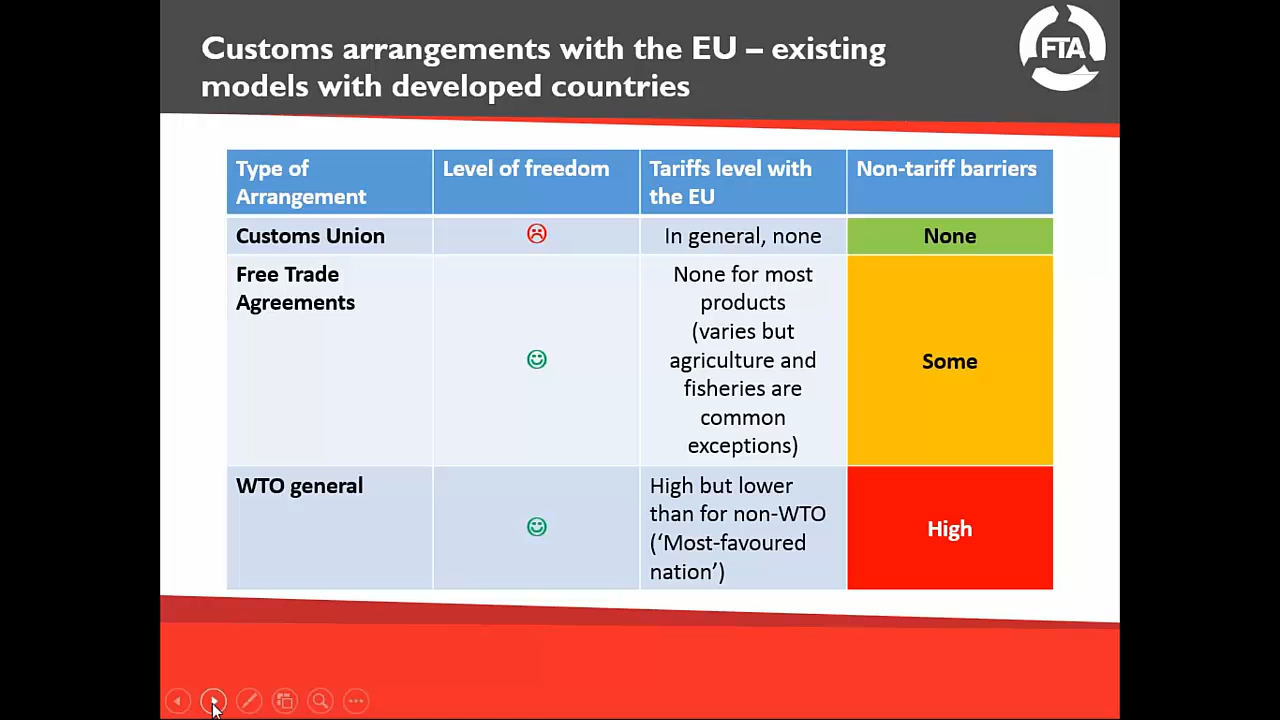 Customs arrangements with the EU – existing
models with developed countries
FTA
Type of
Arrangement
Level of freedom
Tariffs level with
the EU
Non-tariff barriers
Customs Union
In general, none
None
Free Trade
Agreements
None for most
products
(varies but
agriculture and
fisheries are
common
exceptions)
Some
WTO general
High but lower
than for non-WTO
(‘Most-favoured
nation’)
High